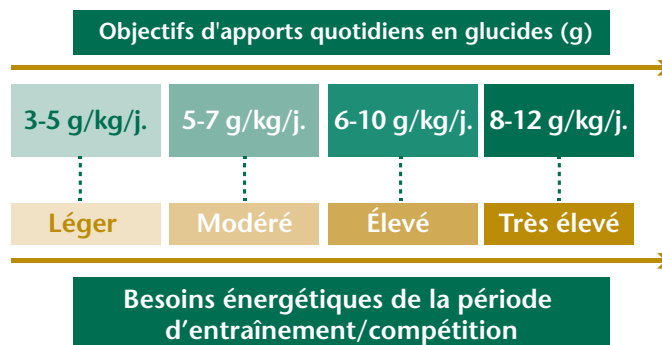 Objectifs d'apports quotidiens en glucides (g)
3-5 g/kg/j.
5-7 g/kg/j.
6-10 g/kg/j.
8-12 g/kg/j.
Léger
Modéré
Élevé
Très élevé
Besoins énergétiques de la période
d’entraînement/compétition